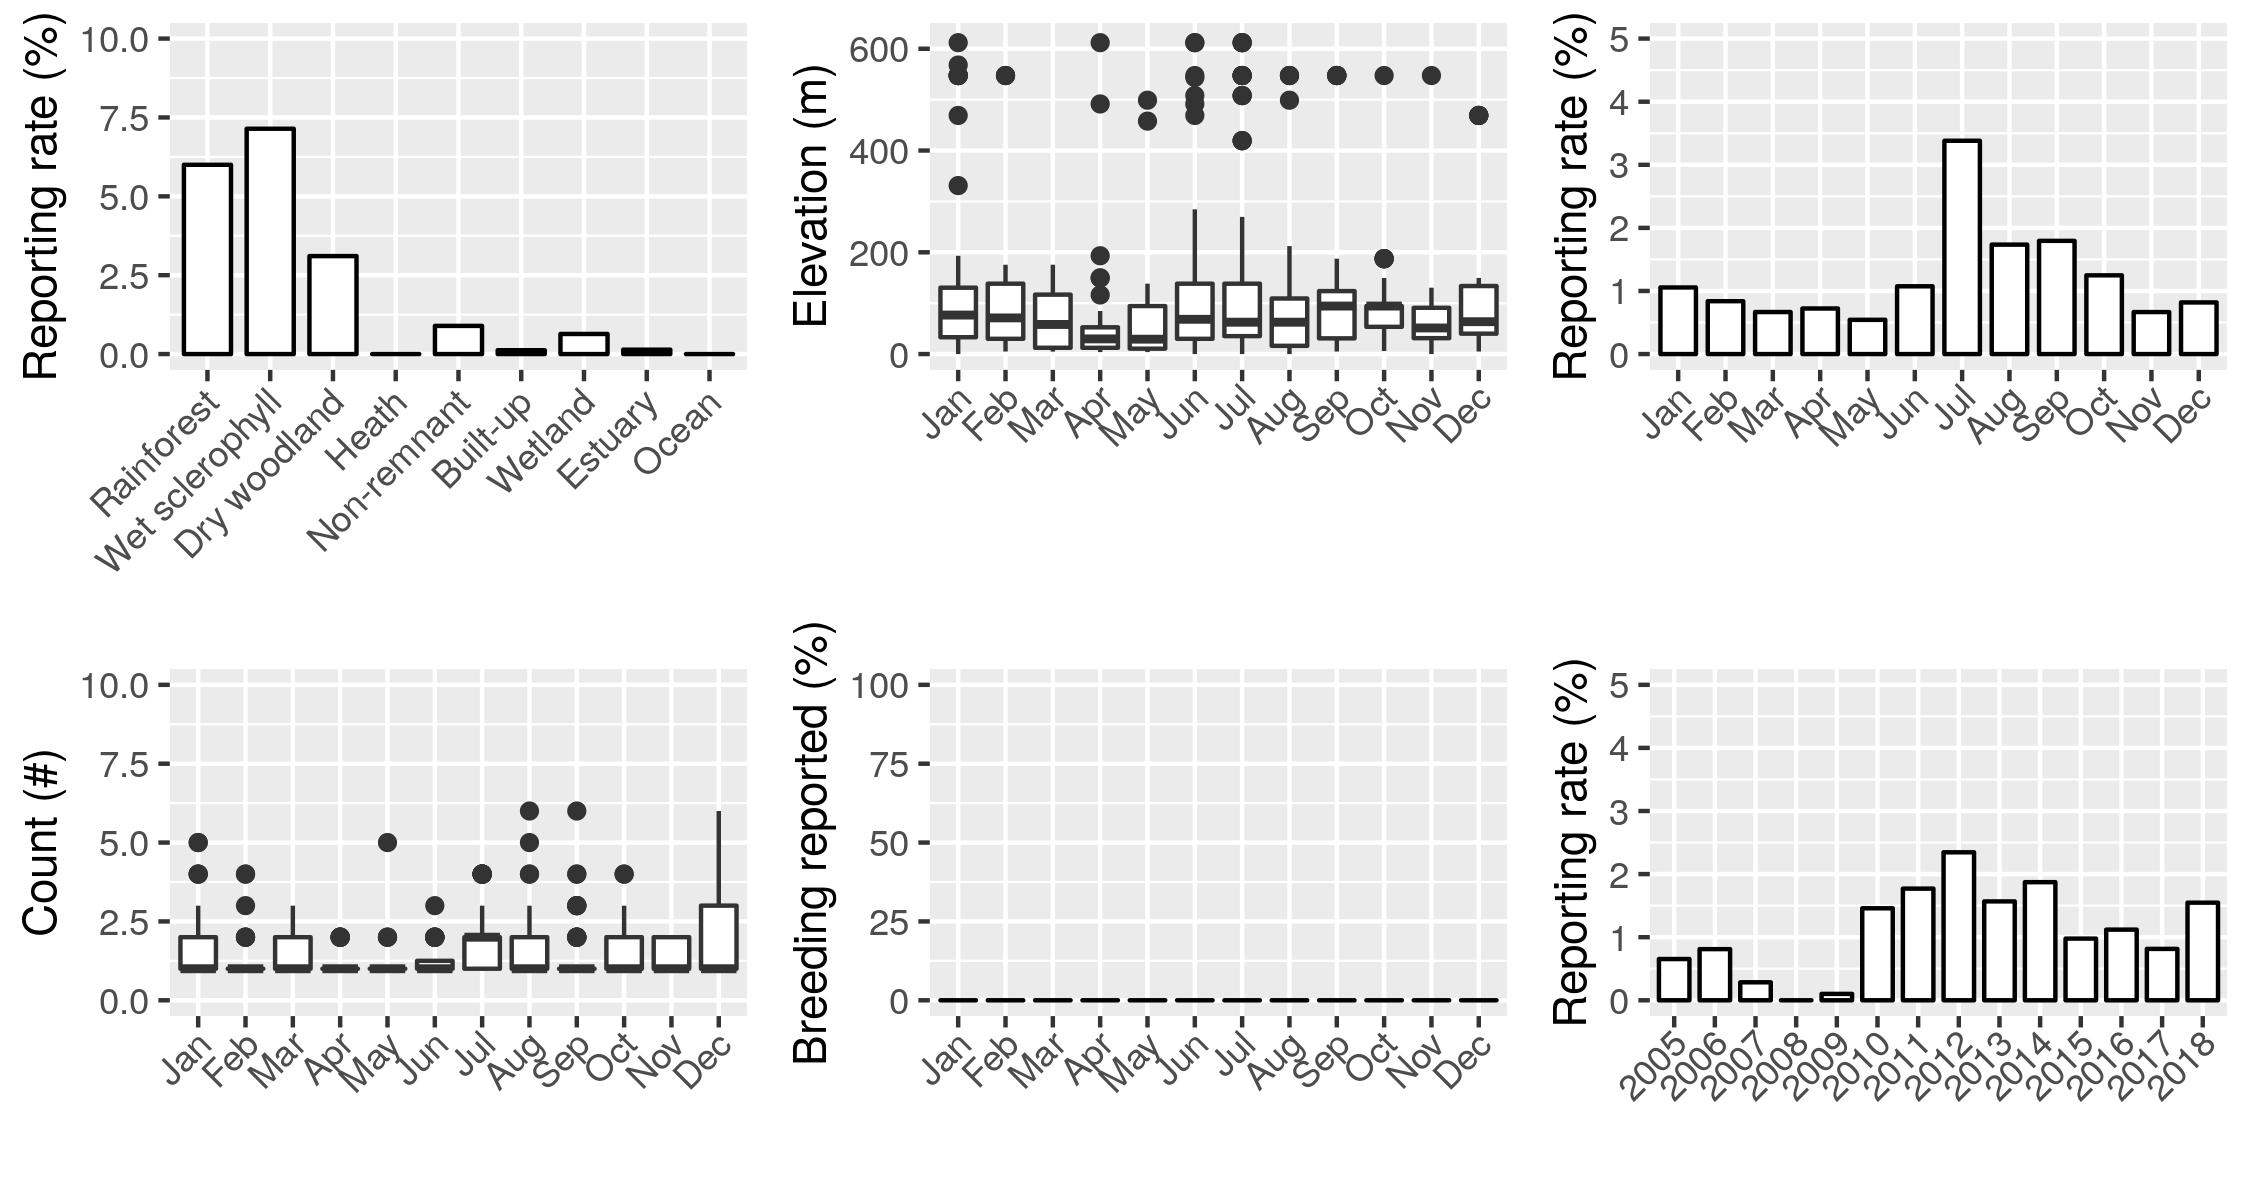 Reporting rate (%)
10.0
7.5
5.0
2.5
0.0
Rainforest
Wet sclerophyll
Dry woodland
Heath
Non-remnant
Built-up
Wetland
Estuary
Ocean
Elevation (m)
600
400
200
0
Jan
Feb
Mar
Apr
May
Jun
Jul
Aug
Sep
Oct
Nov
Dec
Reporting rate (%)
5
4
3
2
1
0
Jan
Feb
Mar
Apr
May
Jun
Jul
Aug
Sep
Oct
Nov
Dec
Count (#)
10.0
7.5
5.0
2.5
0.0
Jan
Feb
Mar
Apr
May
Jun
Jul
Aug
Sep
Oct
Nov
Dec
Breeding reported (%)
100
75
50
25
0
Jan
Feb
Mar
Apr
May
Jun
Jul
Aug
Sep
Oct
Nov
Dec
Reporting rate (%)
5
4
3
2
1
0
2005
2006
2007
2008
2009
2010
2011
2012
2013
2014
2015
2016
2017
2018